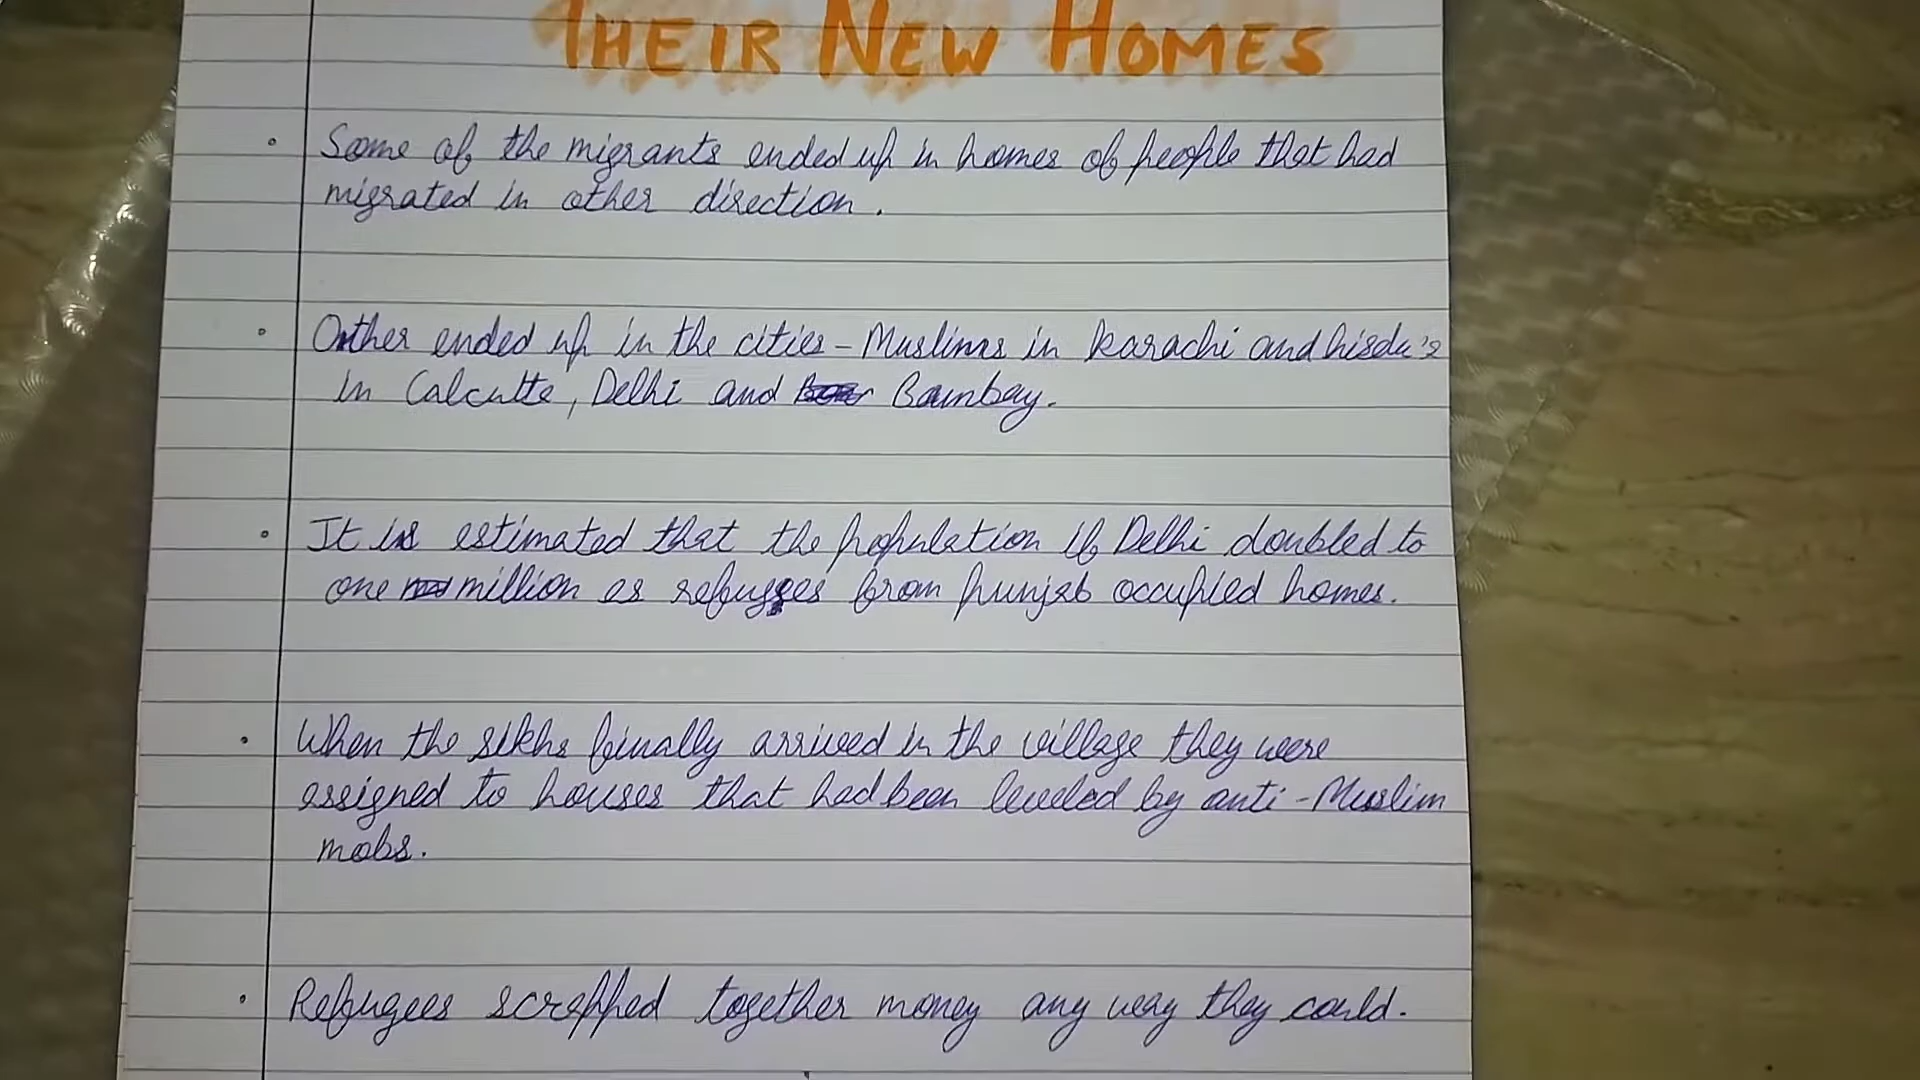 THEIR NEW HOMES
• Some of the migrants ended up in homes of people that had
migrated in other direction.
• Other ended up in the cities - Muslims in Karachi and hindu's
in Calcutta, Delhi and Bombay.
• It is estimated that the population if Delhi doubled to
one million as refugees from punjab occupied homes.
• When the sikhs finally arrived in the village they were
assigned to houses that had been leveled by anti-Muslim
mobs.
• Refugees scrapped together money any way they could.